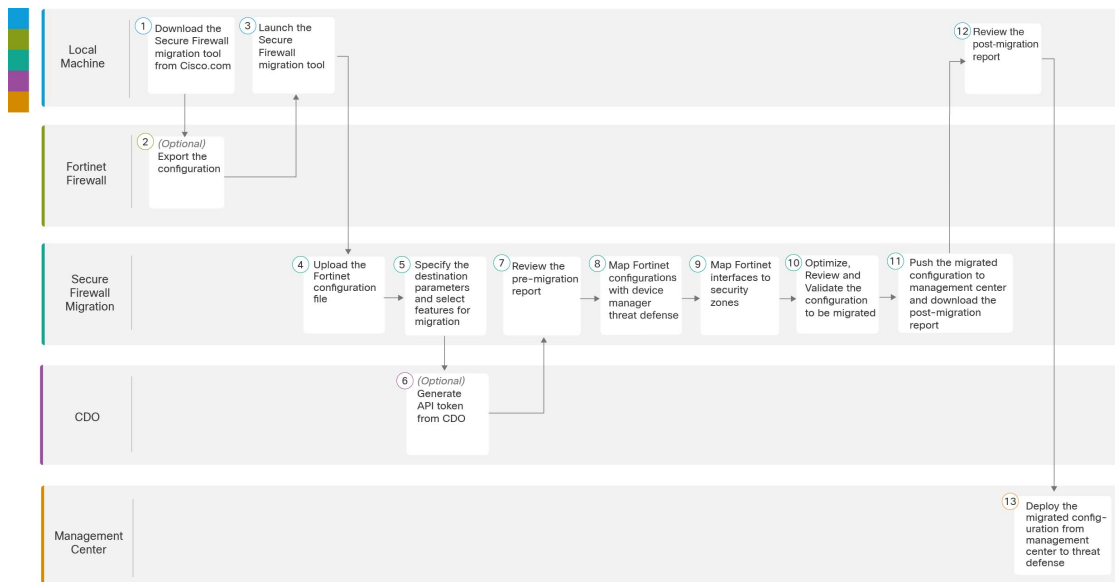 Local
Machine
1
Download the
Secure Firewall
migration tool
from Cisco.com
3
Launch the
Secure
Firewall
migration tool
12
Review the
post-migration
report
Fortinet
Firewall
2
(Optional)
Export the
configuration
Secure
Firewall
Migration
4
Upload the
Fortinet
configuration
file
5
Specify the
destination
parameters
and select
features for
migration
7
Review the
pre-migration
report
8
Map Fortinet
configurations
with device
manager
threat defense
9
Map Fortinet
interfaces to
security
zones
10
Optimize,
Review and
Validate the
configuration
to be migrated
11
Push the migrated
configuration to
management center
and download the
post-migration
report
CDO
6
(Optional)
Generate
API token
from CDO
Management
Center
13
Deploy the
migrated config-
uration from
management
center to threat
defense